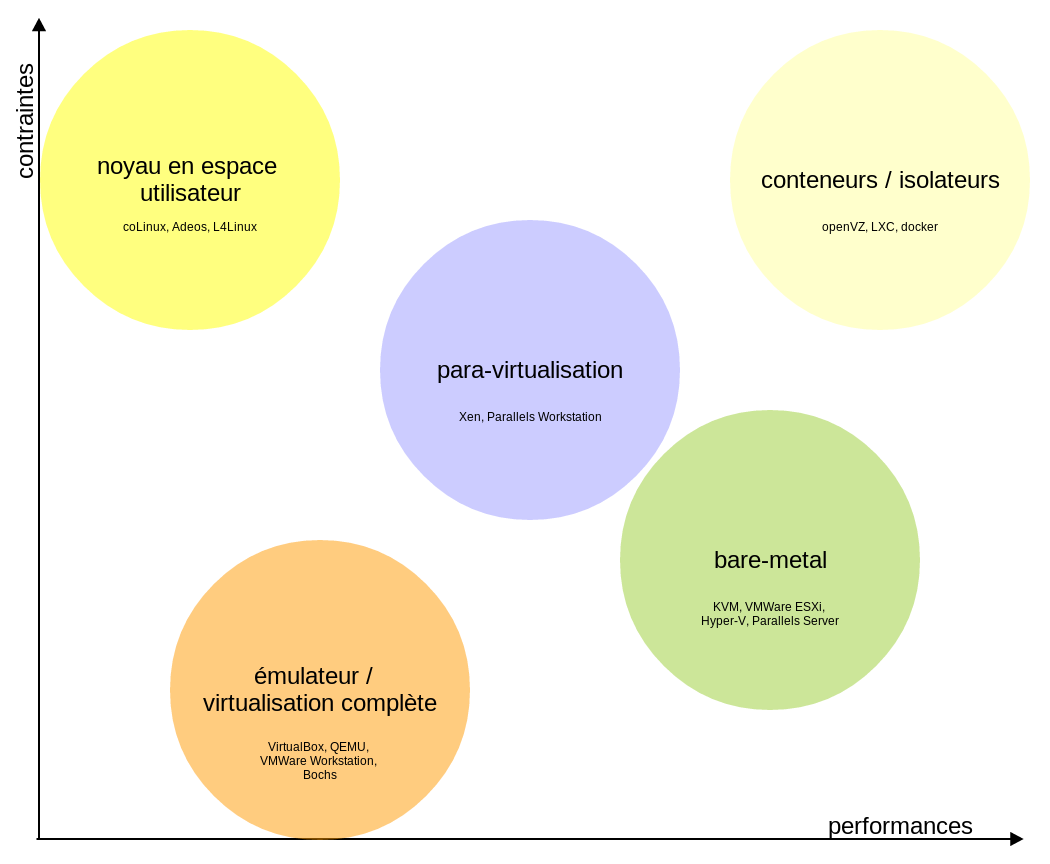 contraintes
noyau en espace
utilisateur
coLinux, Adeos, L4Linux
conteneurs / isolateurs
openVZ, LXC, docker
para-virtualisation
Xen, Parallels Workstation
bare-metal
KVM, VMWare ESXi,
Hyper-V, Parallels Server
émulateur /
virtualisation complète
VirtualBox, QEMU,
VMWare Workstation,
Bochs
performances